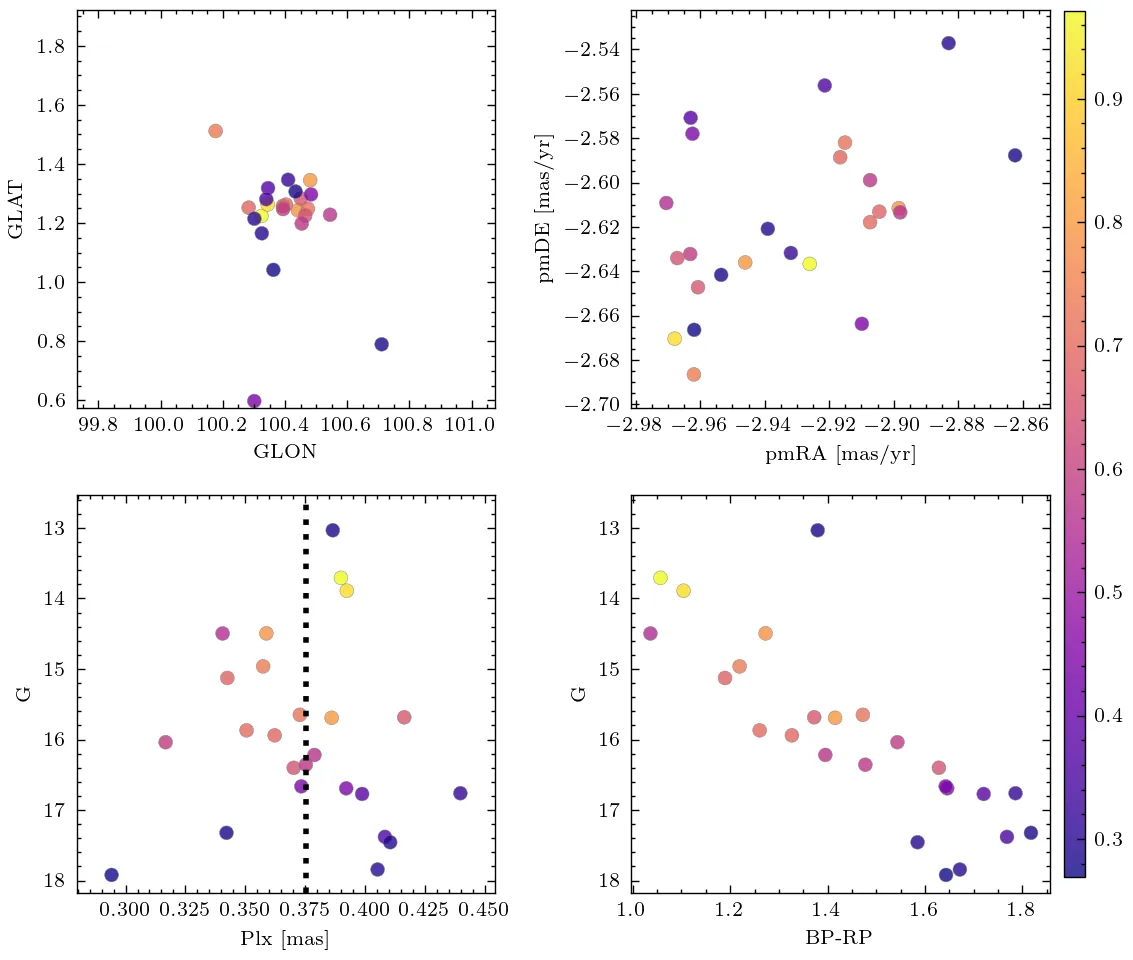 1.8
1.6
1.4
1.2
1.0
0.8
0.6
GLAT
99.8 100.0 100.2 100.4 100.6 100.8 101.0
GLON
−2.54
−2.56
−2.58
−2.60
−2.62
−2.64
−2.66
−2.68
−2.70
pmDE [mas/yr]
−2.98 −2.96 −2.94 −2.92 −2.90 −2.88 −2.86
pmRA [mas/yr]
0.9
0.8
0.7
0.6
0.5
0.4
0.3
13
14
15
16
17
18
G
0.300 0.325 0.350 0.375 0.400 0.425 0.450
Plx [mas]
13
14
15
16
17
18
G
1.0 1.2 1.4 1.6 1.8
BP-RP